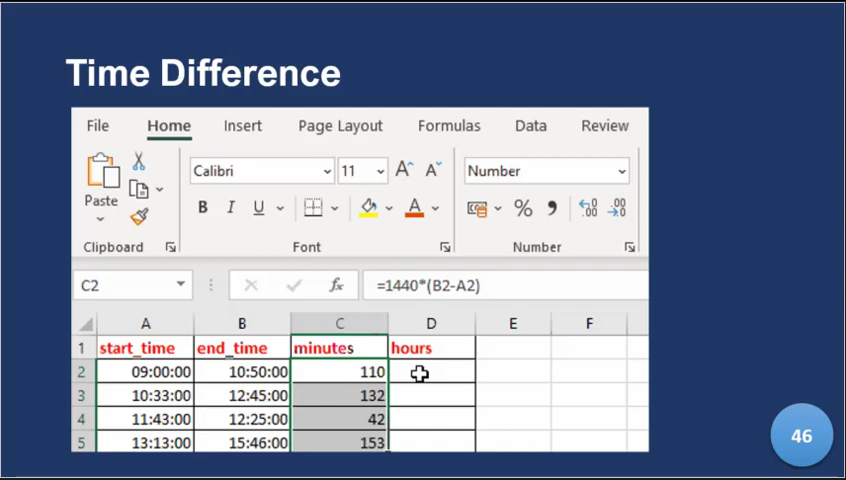 Time Difference
File Home Insert Page Layout Formulas Data Review
Calibri 11 A^ A˅ Number
Paste B I U A % , .00 .00
Clipboard Font Number
C2 fx =1440*(B2-A2)
A B C D E F
1 start_time end_time minutes hours
2 09:00:00 10:50:00 110
3 10:33:00 12:45:00 132
4 11:43:00 12:25:00 42
5 13:13:00 15:46:00 153
46